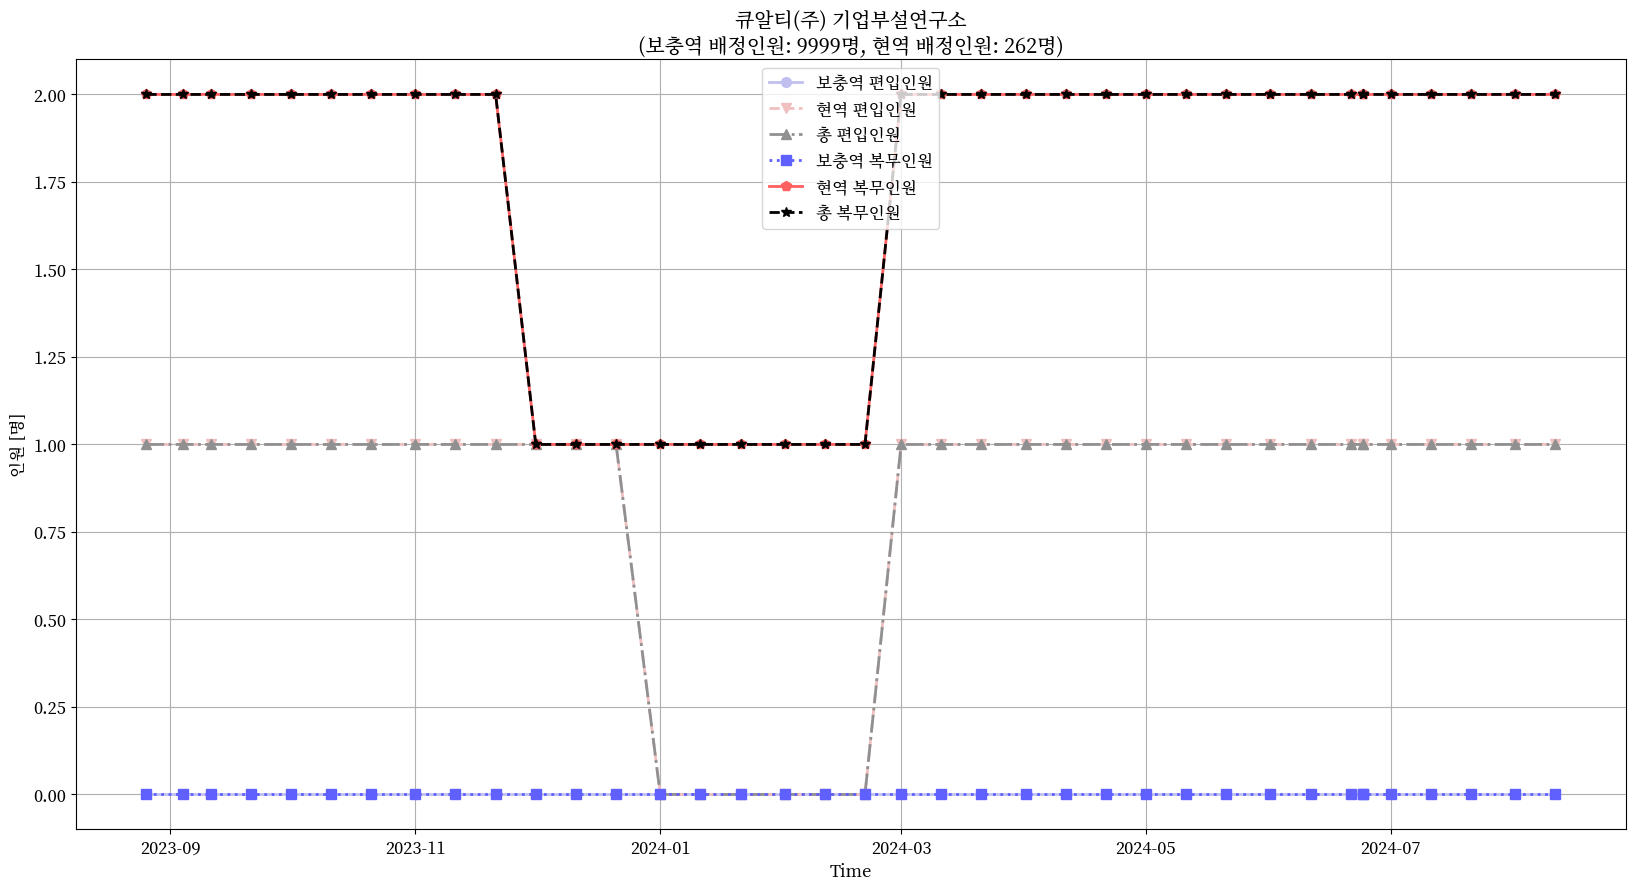 큐알티(주) 기업부설연구소
(보충역 배정인원: 9999명, 현역 배정인원: 262명)
보충역 편입인원
현역 편입인원
총 편입인원
보충역 복무인원
현역 복무인원
총 복무인원
인원 [명]
2.00
1.75
1.50
1.25
1.00
0.75
0.50
0.25
0.00
2023-09 2023-11 2024-01 2024-03 2024-05 2024-07
Time